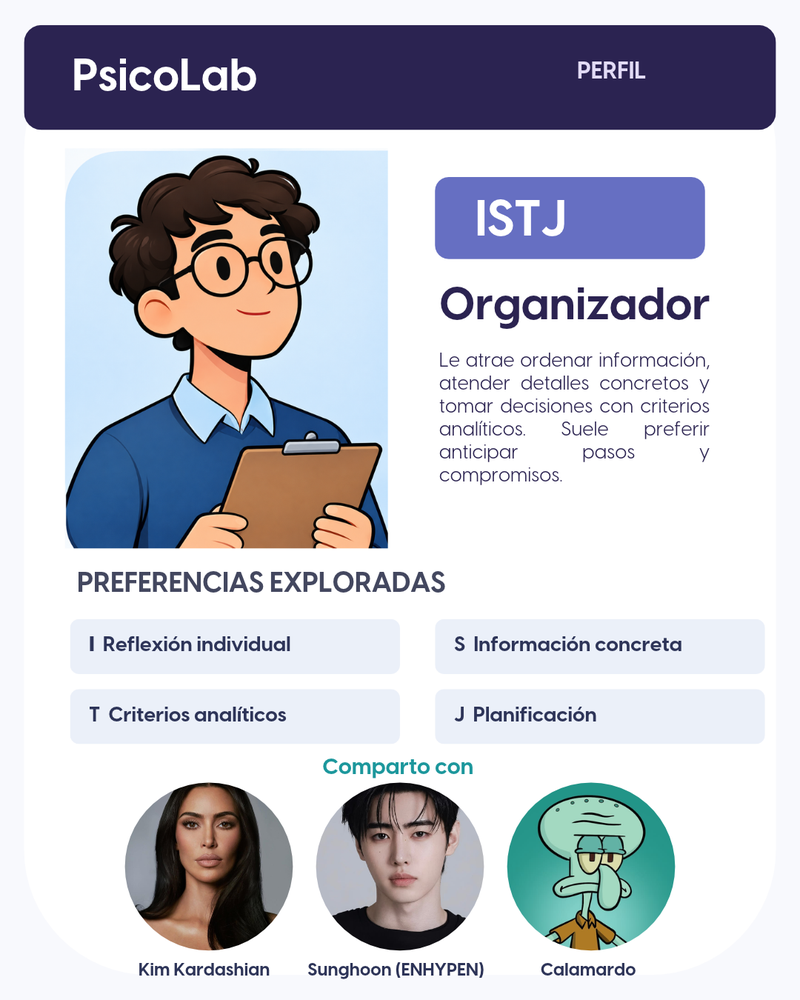 PsicoLab
PERFIL
ISTJ
Organizador
Le atrae ordenar información,
atender detalles concretos y
tomar decisiones con criterios
analíticos. Suele preferir
anticipar pasos y
compromisos.
PREFERENCIAS EXPLORADAS
I Reflexión individual
S Información concreta
T Criterios analíticos
J Planificación
Comparto con
Kim Kardashian
Sunghoon (ENHYPEN)
Calamardo